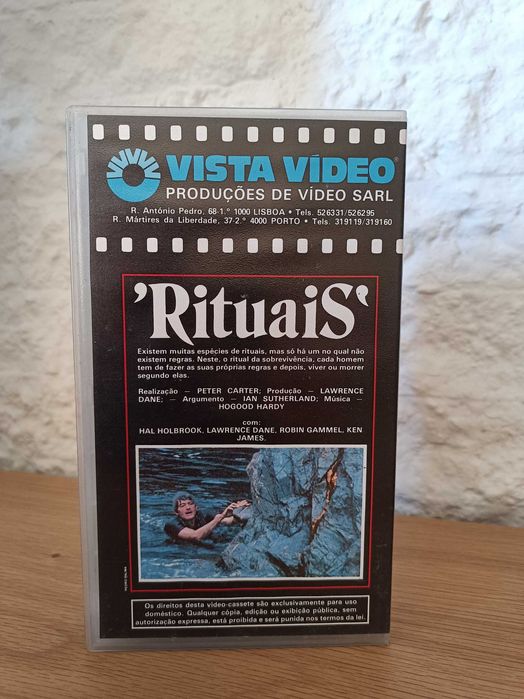 VISTA VÍDEO
PRODUÇÕES DE VÍDEO SARL
R. António Pedro, 68-1.º 1000 LISBOA • Tels. 526331/526295
R. Mártires da Liberdade, 37-2.º 4000 PORTO • Tels. 319119/319160
'RituaiS'
Existem muitas espécies de rituais, mas só há um no qual não
existem regras. Neste, o ritual da sobrevivência, cada homem
tem de fazer as suas próprias regras e depois, viver ou morrer
segundo elas.
Realização — PETER CARTER; Produção — LAWRENCE
DANE; — Argumento — IAN SUTHERLAND; Música —
HOGOOD HARDY
com:
HAL HOLBROOK, LAWRENCE DANE, ROBIN GAMMEL, KEN
JAMES.
Os direitos desta video-cassete são exclusivamente para uso
doméstico. Qualquer cópia, edição ou exibição pública, sem
autorização expressa, está proibida e será punida nos termos da lei.